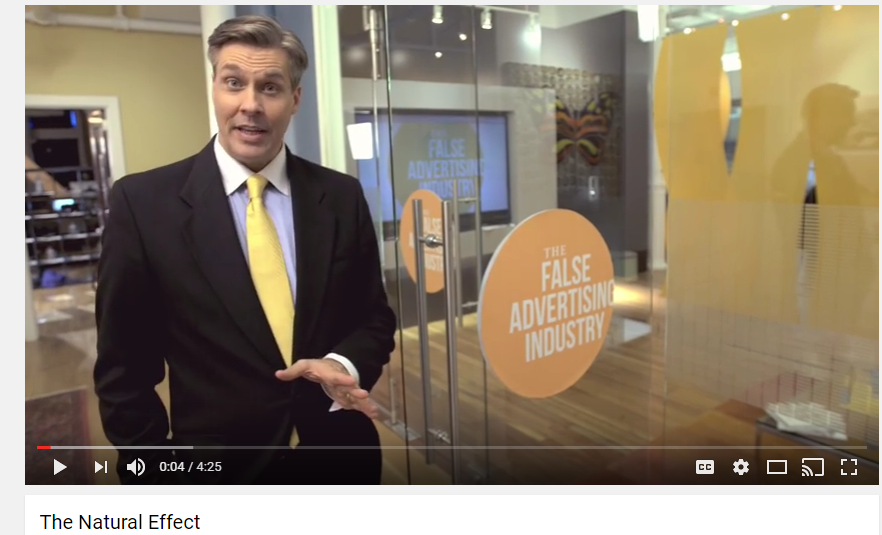 THE
FALSE
ADVERTISING
INDUSTRY
THE
FALSE
ADVERTISING
INDUSTRY
0:04 / 4:25
CC
The Natural Effect